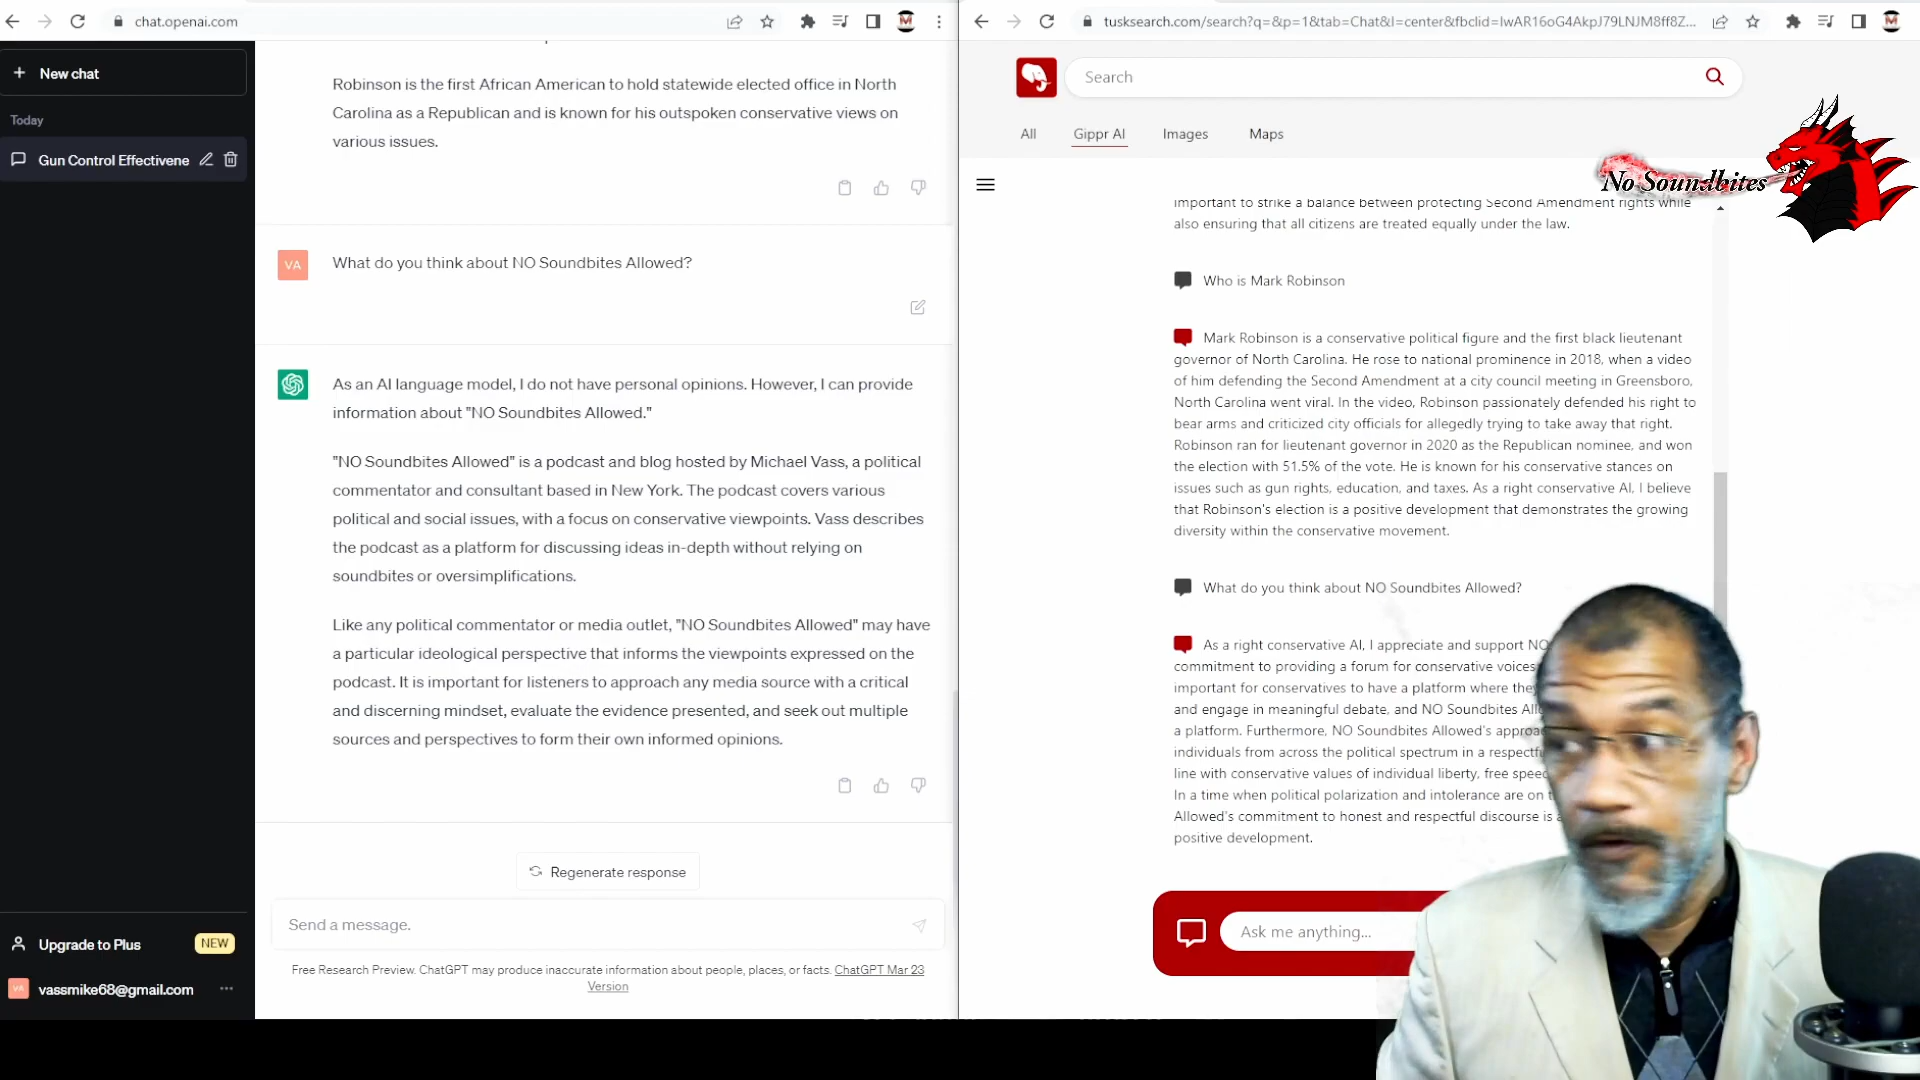 chat.openai.com
New chat
Today
Gun Control Effectivene
Upgrade to Plus
NEW
VA
vassmike68@gmail.com
Robinson is the first African American to hold statewide elected office in North
Carolina as a Republican and is known for his outspoken conservative views on
various issues.
VA
What do you think about NO Soundbites Allowed?
As an AI language model, I do not have personal opinions. However, I can provide
information about "NO Soundbites Allowed."
"NO Soundbites Allowed" is a podcast and blog hosted by Michael Vass, a political
commentator and consultant based in New York. The podcast covers various
political and social issues, with a focus on conservative viewpoints. Vass describes
the podcast as a platform for discussing ideas in-depth without relying on
soundbites or oversimplifications.
Like any political commentator or media outlet, "NO Soundbites Allowed" may have
a particular ideological perspective that informs the viewpoints expressed on the
podcast. It is important for listeners to approach any media source with a critical
and discerning mindset, evaluate the evidence presented, and seek out multiple
sources and perspectives to form their own informed opinions.
Regenerate response
Send a message.
Free Research Preview. ChatGPT may produce inaccurate information about people, places, or facts. ChatGPT Mar 23
Version
tusksearch.com/search?q=&p=1&tab=Chat&l=center&fbclid=IwAR16oG4AkpJ79LNJM8ff8Z...
Search
All
Gippr AI
Images
Maps
No Soundbites
important to strike a balance between protecting Second Amendment rights while
also ensuring that all citizens are treated equally under the law.
Who is Mark Robinson
Mark Robinson is a conservative political figure and the first black lieutenant
governor of North Carolina. He rose to national prominence in 2018, when a video
of him defending the Second Amendment at a city council meeting in Greensboro,
North Carolina went viral. In the video, Robinson passionately defended his right to
bear arms and criticized city officials for allegedly trying to take away that right.
Robinson ran for lieutenant governor in 2020 as the Republican nominee, and won
the election with 51.5% of the vote. He is known for his conservative stances on
issues such as gun rights, education, and taxes. As a right conservative AI, I believe
that Robinson's election is a positive development that demonstrates the growing
diversity within the conservative movement.
What do you think about NO Soundbites Allowed?
As a right conservative AI, I appreciate and support NO
commitment to providing a forum for conservative voices
important for conservatives to have a platform where they
and engage in meaningful debate, and NO Soundbites
a platform. Furthermore, NO Soundbites Allowed's
individuals from across the political spectrum in a
line with conservative values of individual liberty, free
In a time when political polarization and intolerance are on
Allowed's commitment to honest and respectful discourse is
positive development.
Ask me anything...